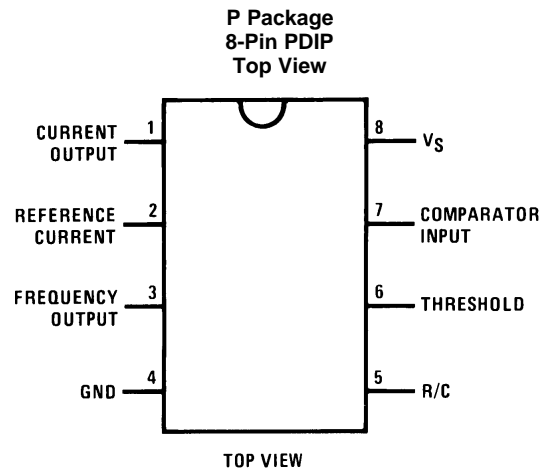 P Package
8-Pin PDIP
Top View
CURRENT
OUTPUT
1
8
VS
REFERENCE
CURRENT
2
7
COMPARATOR
INPUT
FREQUENCY
OUTPUT
3
6
THRESHOLD
GND
4
5
R/C
TOP VIEW